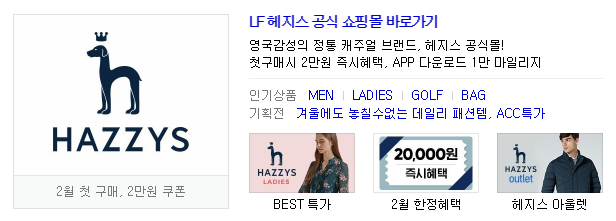 LF 헤지스 공식 쇼핑몰 바로가기
영국감성의 정통 캐주얼 브랜드, 헤지스 공식몰!
첫구매시 2만원 즉시혜택, APP 다운로드 1만 마일리지
HAZZYS
2월 첫 구매, 2만원 쿠폰
인기상품 MEN LADIES GOLF BAG
기획전 겨울에도 놓칠수없는 데일리 패션템, ACC특가
HAZZYS
LADIES
BEST 특가
20,000원
즉시혜택
2월 한정혜택
HAZZYS
outlet
헤지스 아울렛